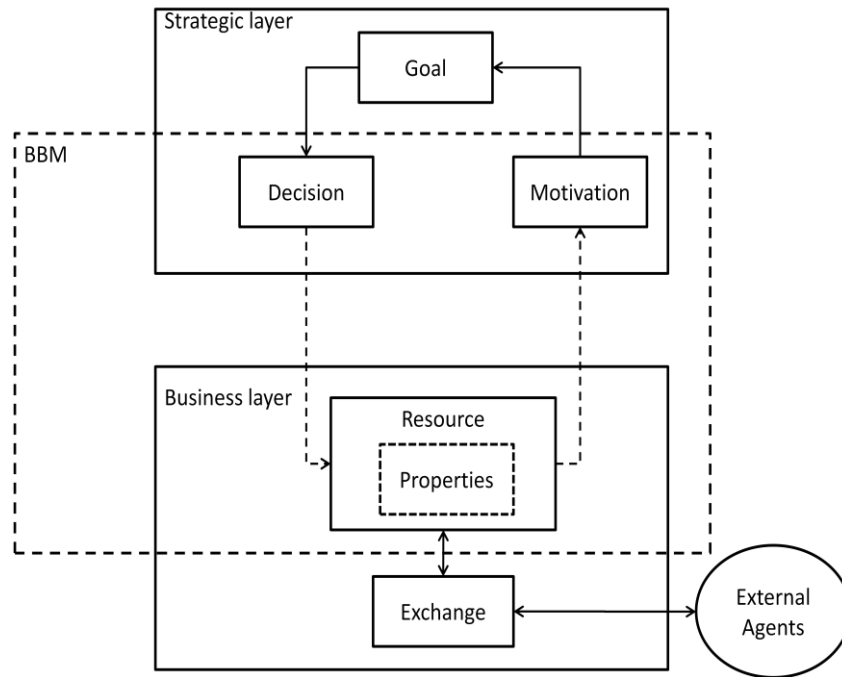 Strategic layer
Goal
BBM
Decision
Motivation
Business layer
Resource
Properties
Exchange
External
Agents